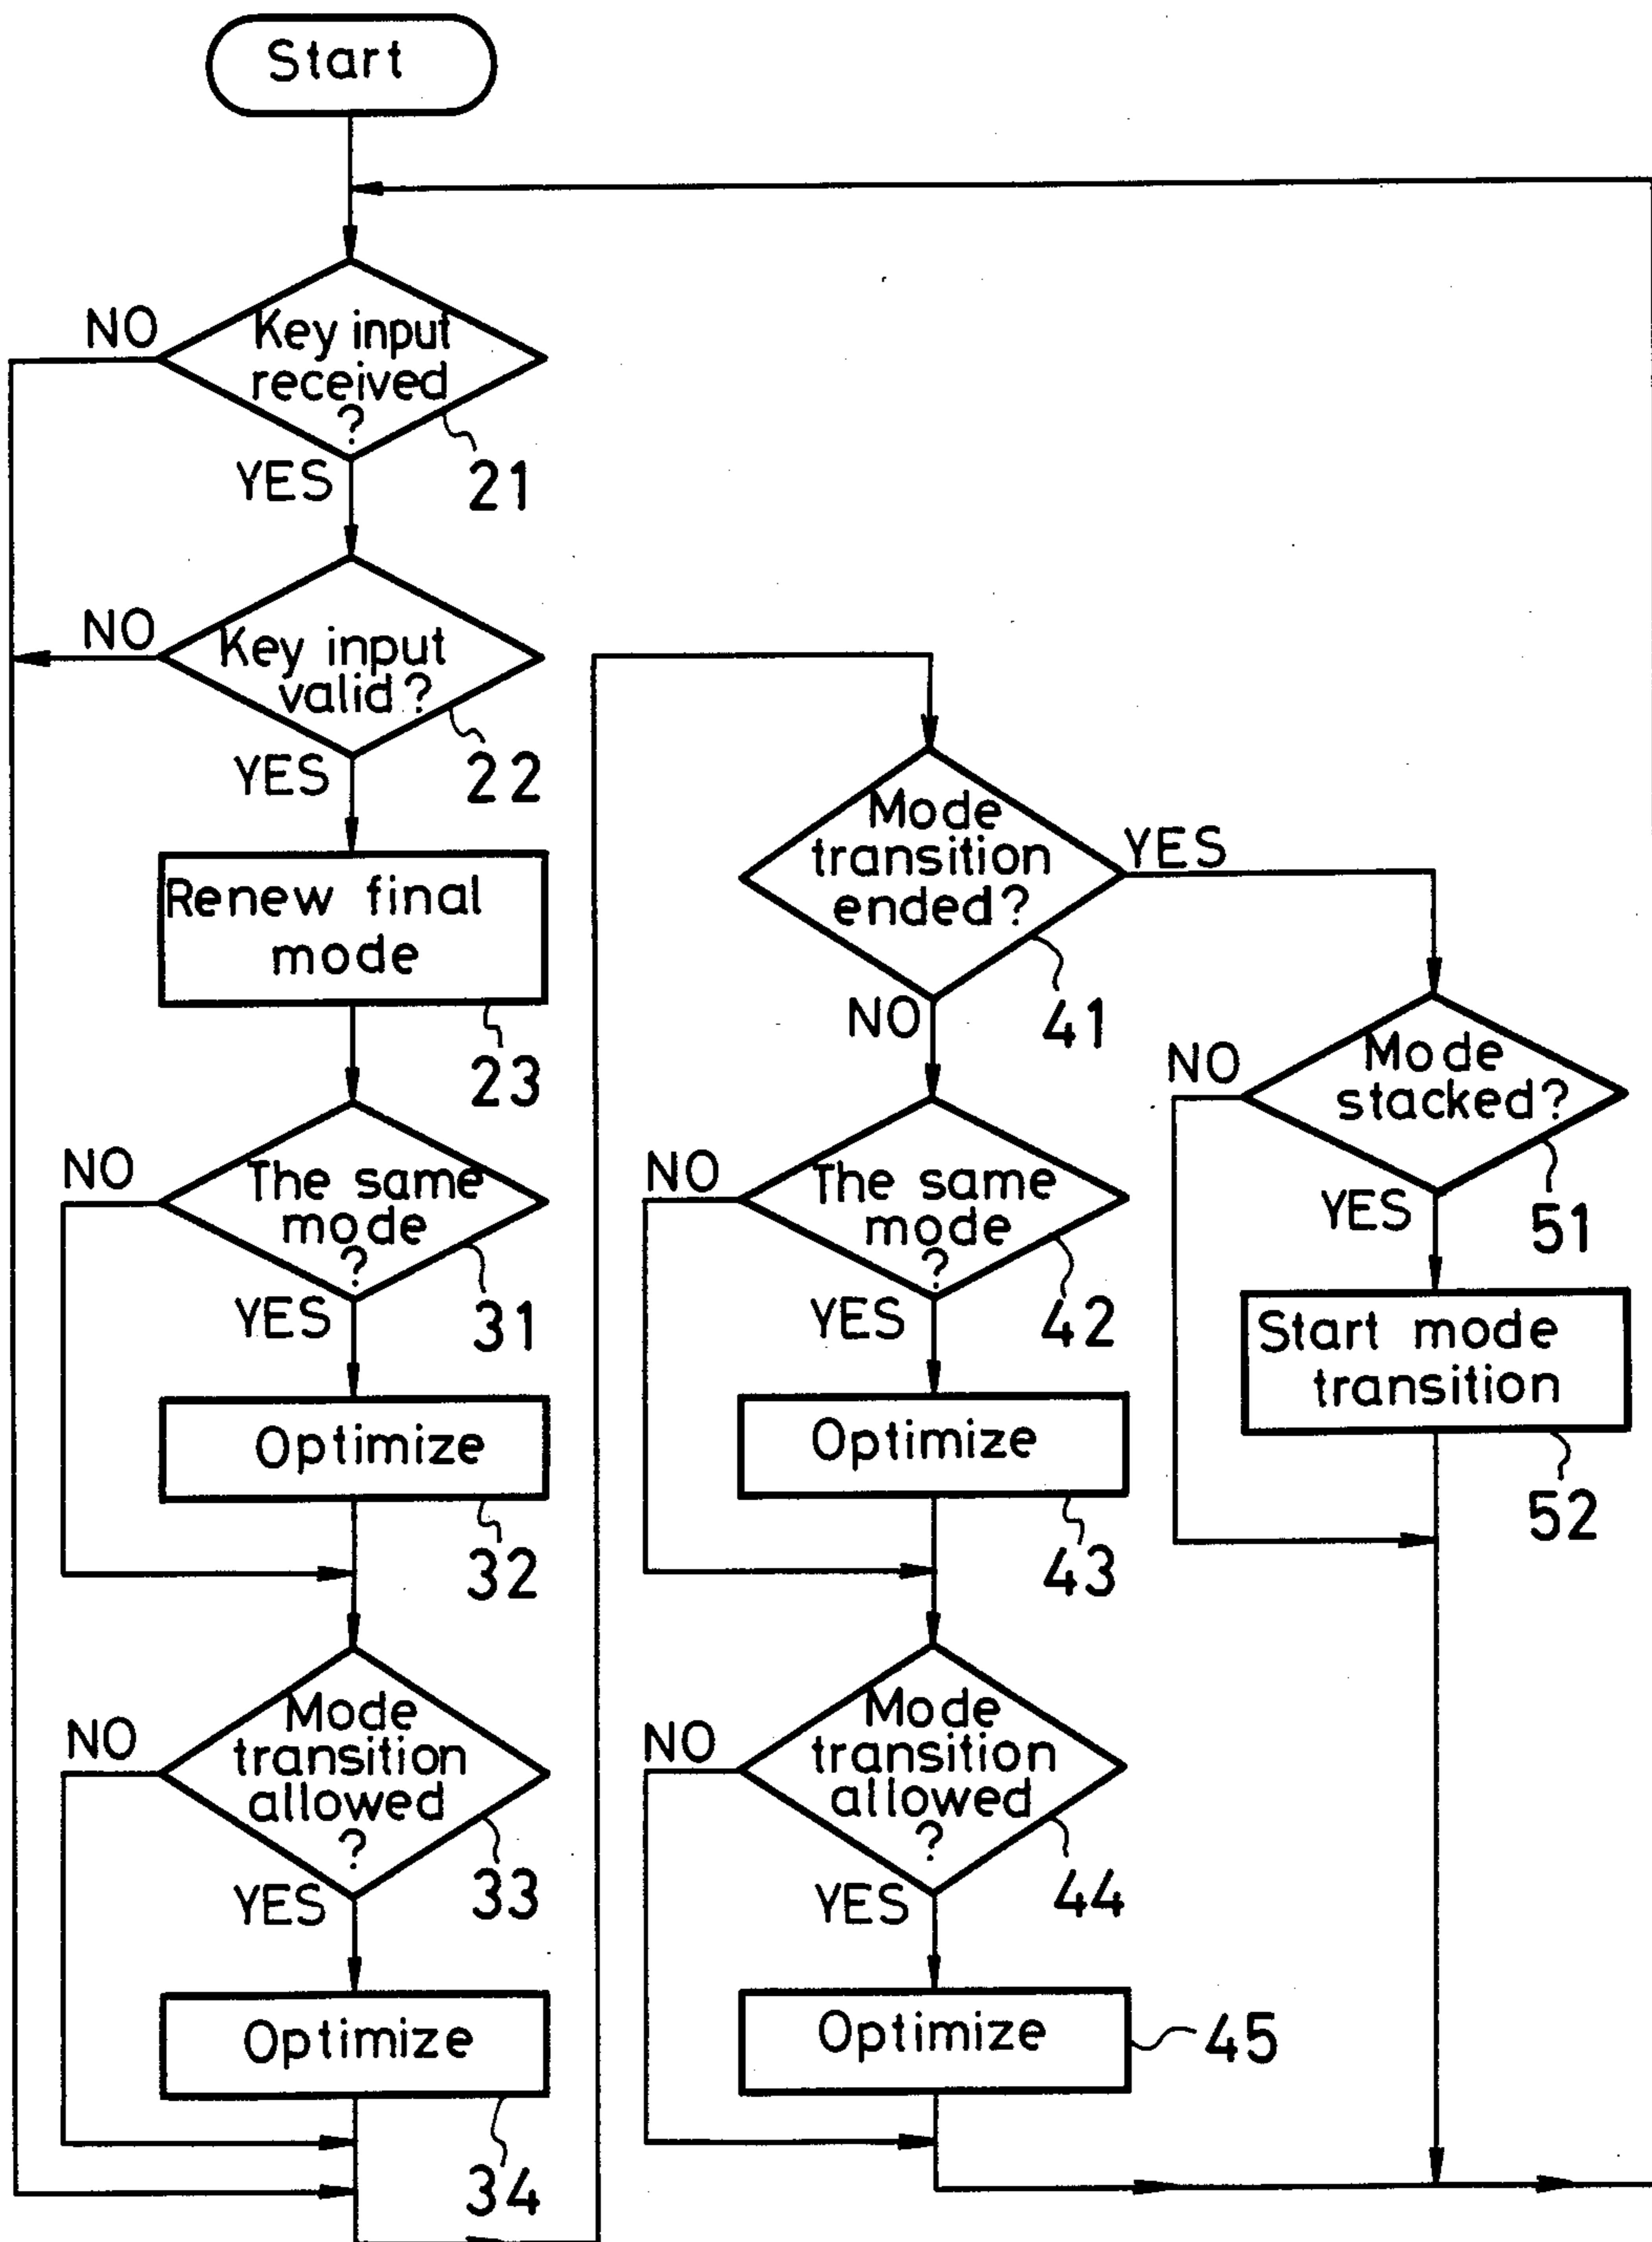 Start
NO
Key input
received
?
YES
21
NO
Key input
valid?
YES
22
Renew final
mode
23
NO
The same
mode
?
YES
31
Optimize
32
NO
Mode
transition
allowed
?
YES
33
Optimize
34
Mode
transition
ended?
YES
NO
41
NO
The same
mode
?
YES
42
Optimize
43
NO
Mode
transition
allowed
?
YES
44
Optimize
45
NO
Mode
stacked?
YES
51
Start mode
transition
52